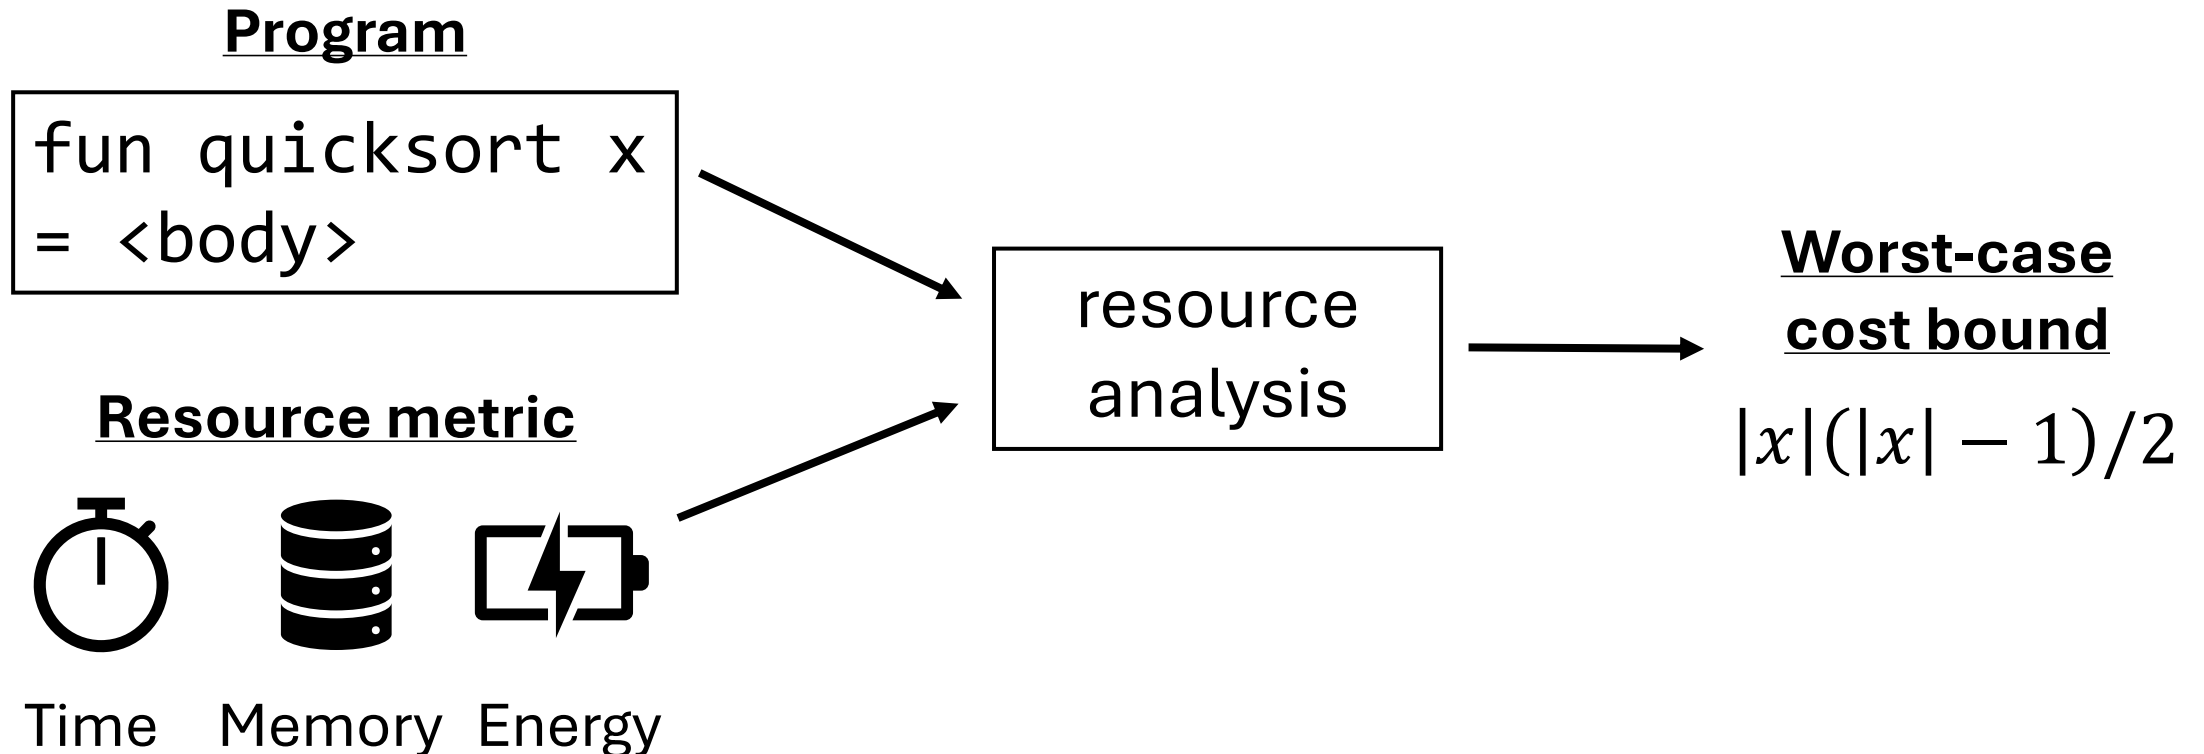 Program
fun quicksort x
= <body>
Resource metric
Time Memory Energy
resource
analysis
Worst-case
cost bound
|x|(|x| − 1)/2